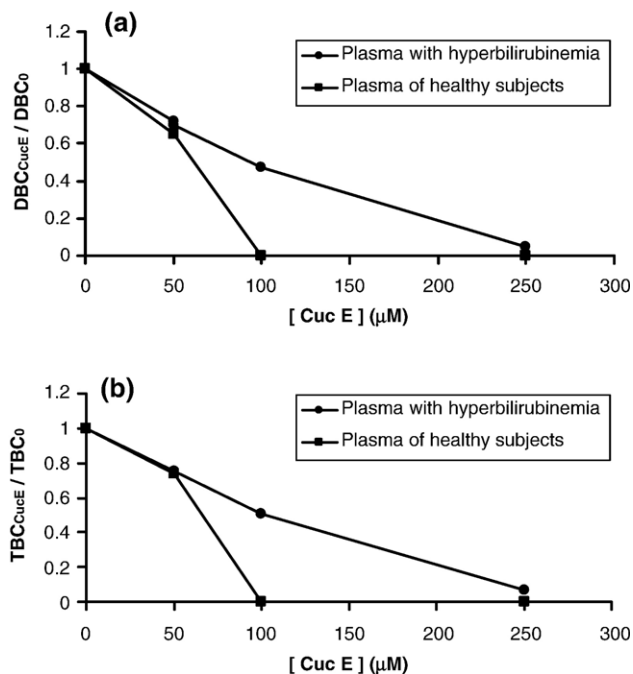 (a)
Plasma with hyperbilirubinemia
Plasma of healthy subjects
DBCCucE / DBC0
1.2
1
0.8
0.6
0.4
0.2
0
0 50 100 150 200 250 300
[ Cuc E ] (µM)
(b)
Plasma with hyperbilirubinemia
Plasma of healthy subjects
TBCCucE / TBC0
1.2
1
0.8
0.6
0.4
0.2
0
0 50 100 150 200 250 300
[ Cuc E ] (µM)